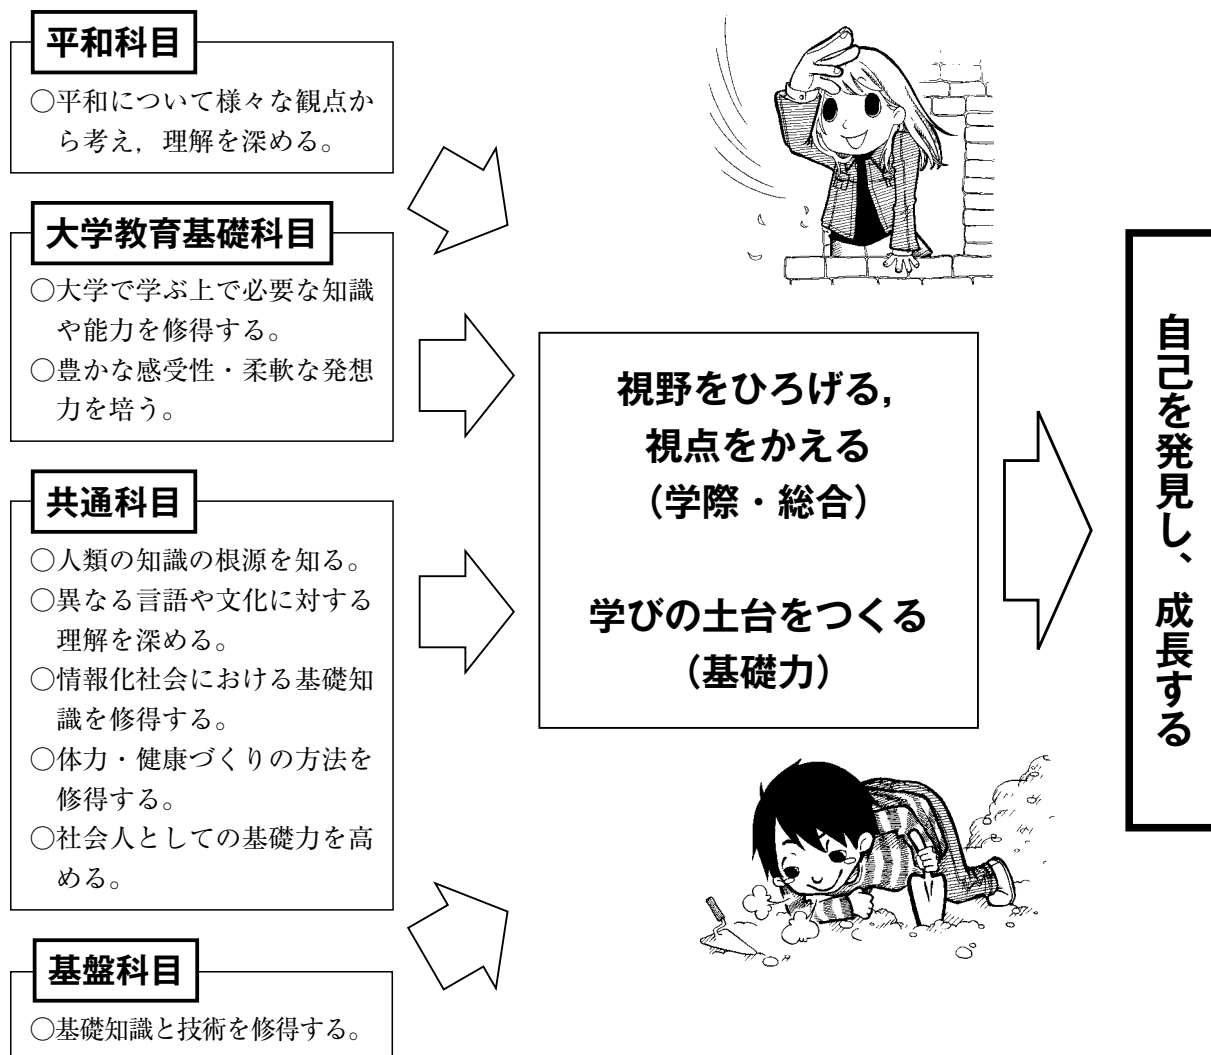 平和科目
○平和について様々な観点か
ら考え，理解を深める。
大学教育基礎科目
○大学で学ぶ上で必要な知識
や能力を修得する。
○豊かな感受性・柔軟な発想
力を培う。
共通科目
○人類の知識の根源を知る。
○異なる言語や文化に対する
理解を深める。
○情報化社会における基礎知
識を修得する。
○体力・健康づくりの方法を
修得する。
○社会人としての基礎力を高
める。
基盤科目
○基礎知識と技術を修得する。
視野をひろげる，
視点をかえる
（学際・総合）
学びの土台をつくる
（基礎力）
自己を発見し、成長する